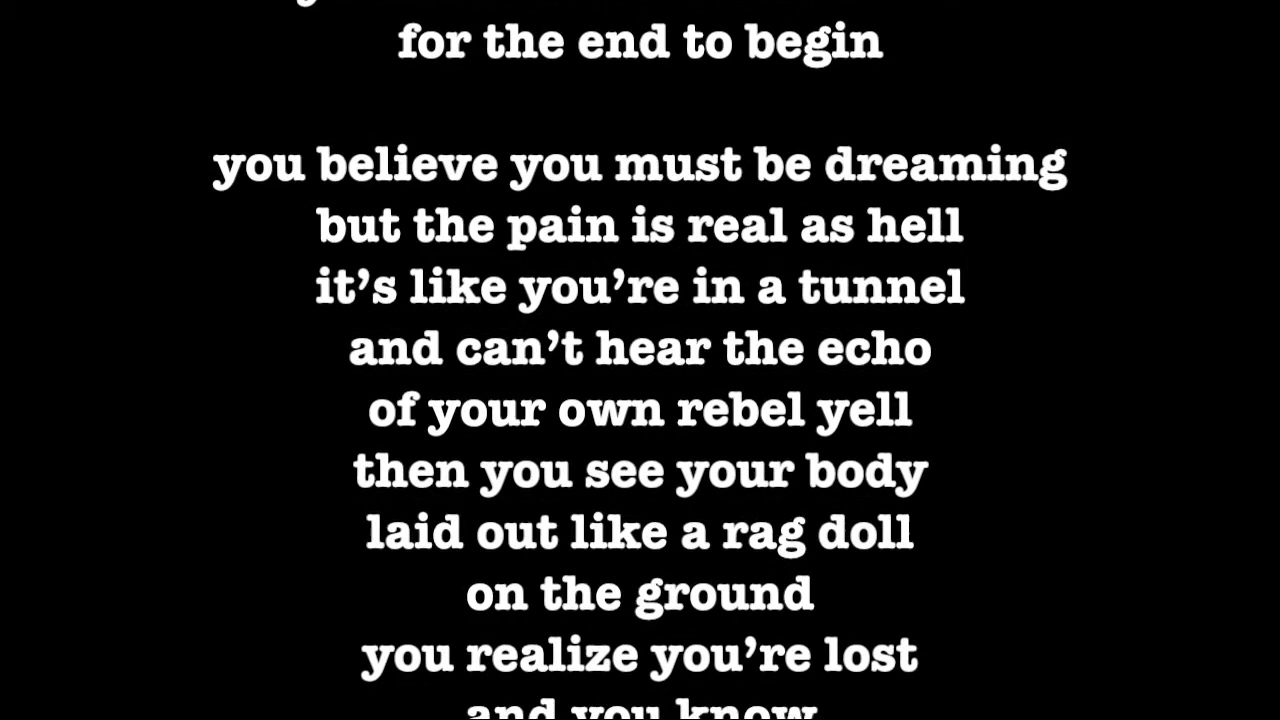 for the end to begin
you believe you must be dreaming
but the pain is real as hell
it’s like you’re in a tunnel
and can’t hear the echo
of your own rebel yell
then you see your body
laid out like a rag doll
on the ground
you realize you’re lost
and you know